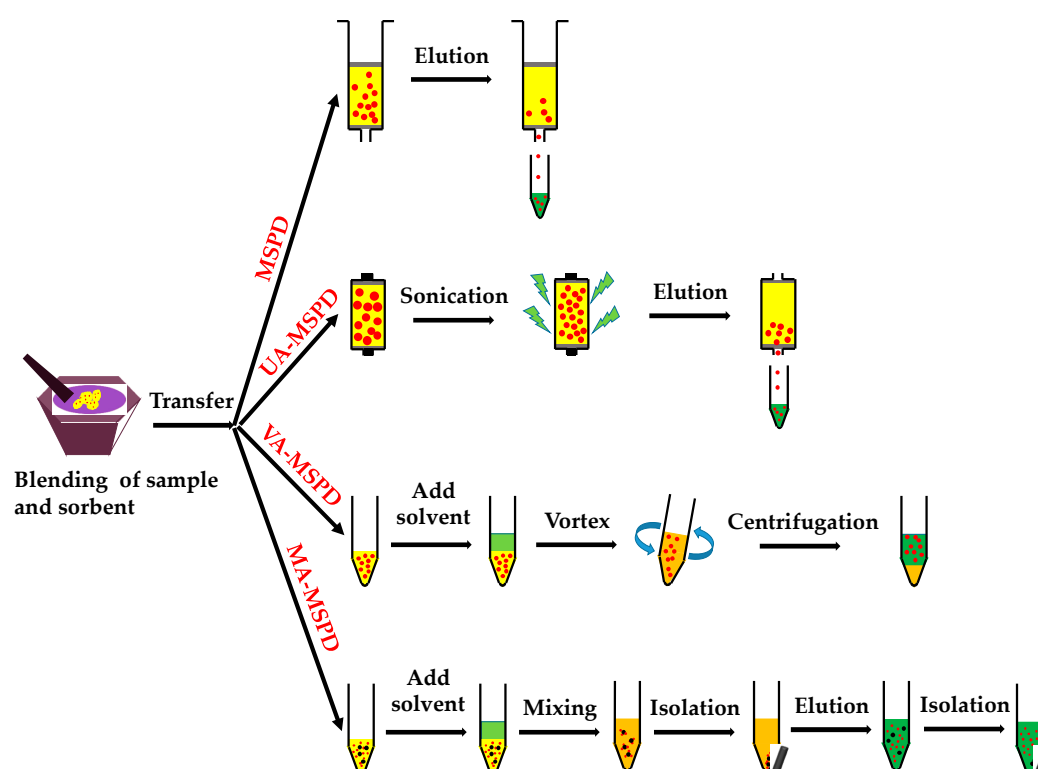 Elution
MSPD
UA-MSPD
Sonication
Elution
Transfer
Blending of sample
and sorbent
VA-MSPD
Add
solvent
Vortex
Centrifugation
MA-MSPD
Add
solvent
Mixing
Isolation
Elution
Isolation